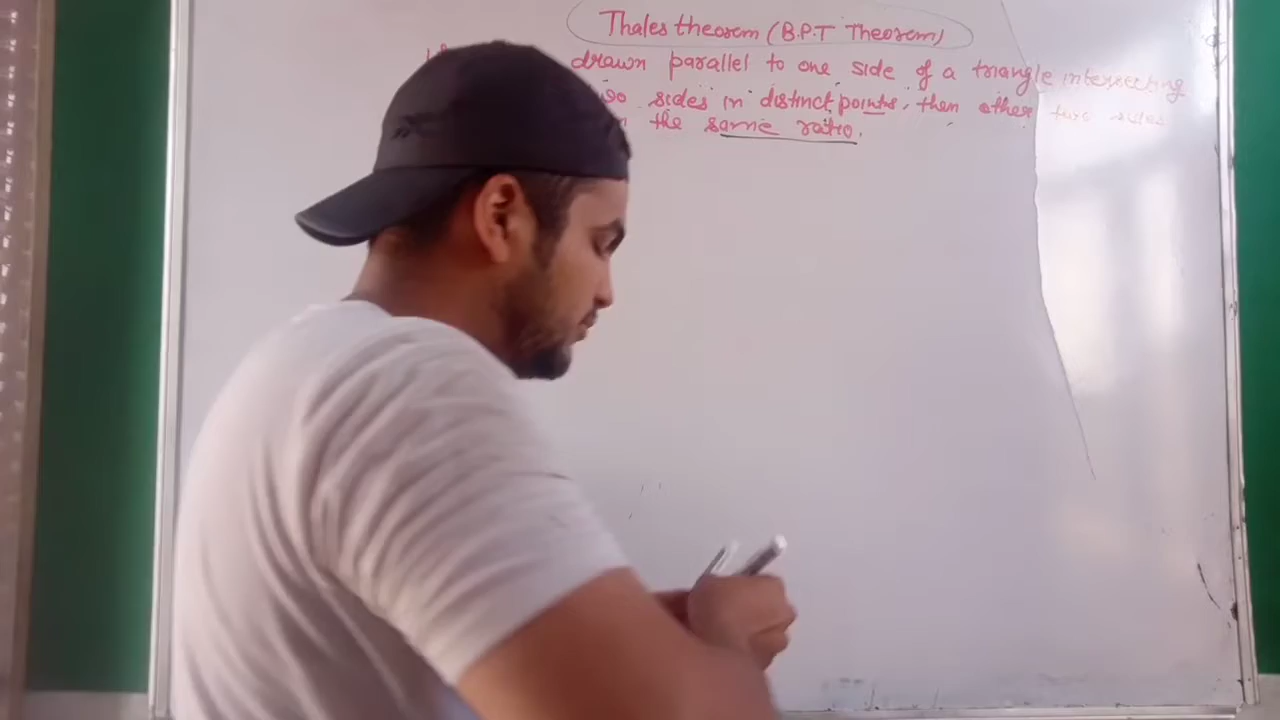 Thales theorem (B.P.T Theorem)
drawn parallel to one side of a triangle intersecting
sides in distinct points, then other two sides
the same ratio.